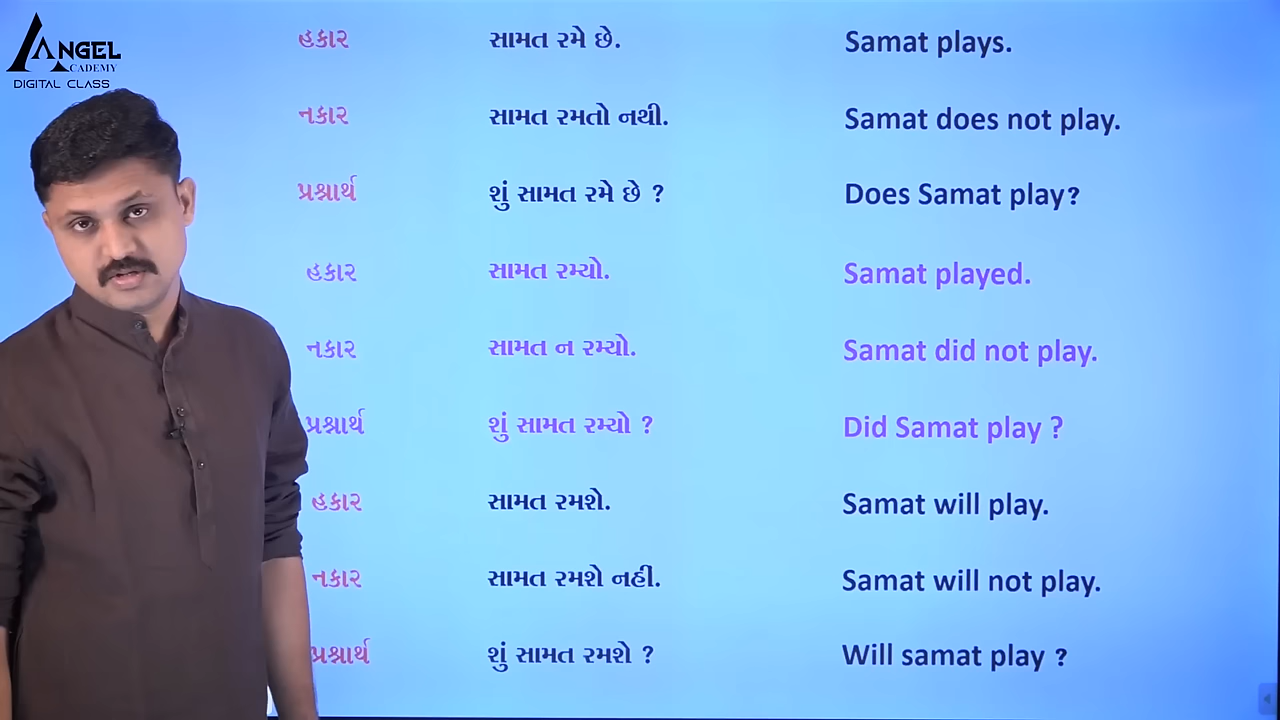 ANGEL
ACADEMY
DIGITAL CLASS
હકાર સામત રમે છે. Samat plays.
નકાર સામત રમતો નથી. Samat does not play.
પ્રશ્નાર્થ શું સામત રમે છે ? Does Samat play?
હકાર સામત રમ્યો. Samat played.
નકાર સામત ન રમ્યો. Samat did not play.
પ્રશ્નાર્થ શું સામત રમ્યો ? Did Samat play ?
હકાર સામત રમશે. Samat will play.
નકાર સામત રમશે નહીં. Samat will not play.
પ્રશ્નાર્થ શું સામત રમશે ? Will samat play ?